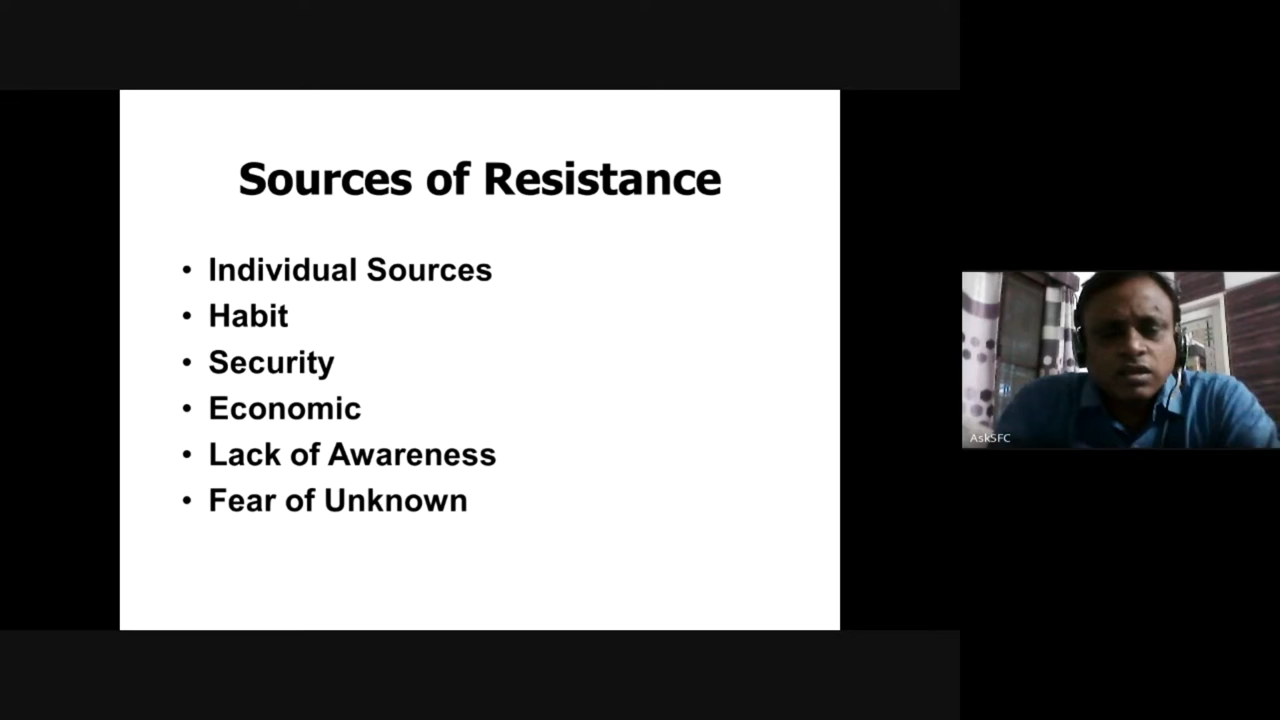 Sources of Resistance
• Individual Sources
• Habit
• Security
• Economic
• Lack of Awareness
• Fear of Unknown
AskSFC